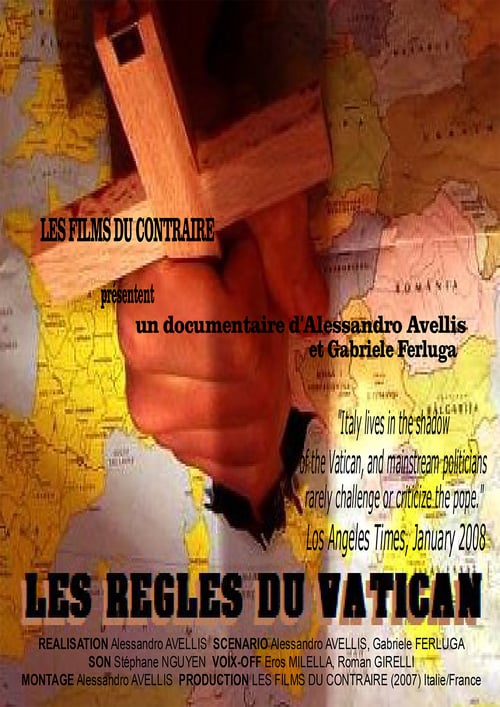 LES FILMS DU CONTRAIRE
présentent
un documentaire d'Alessandro Avellis
et Gabriele Ferluga
"Italy lives in the shadow
of the Vatican, and mainstream politicians
rarely challenge or criticize the pope."
Los Angeles Times, January 2008
LES REGLES DU VATICAN
REALISATION Alessandro AVELLIS SCENARIO Alessandro AVELLIS, Gabriele FERLUGA
SON Stéphane NGUYEN VOIX-OFF Eros MILELLA, Roman GIRELLI
MONTAGE Alessandro AVELLIS PRODUCTION LES FILMS DU CONTRAIRE (2007) Italie/France